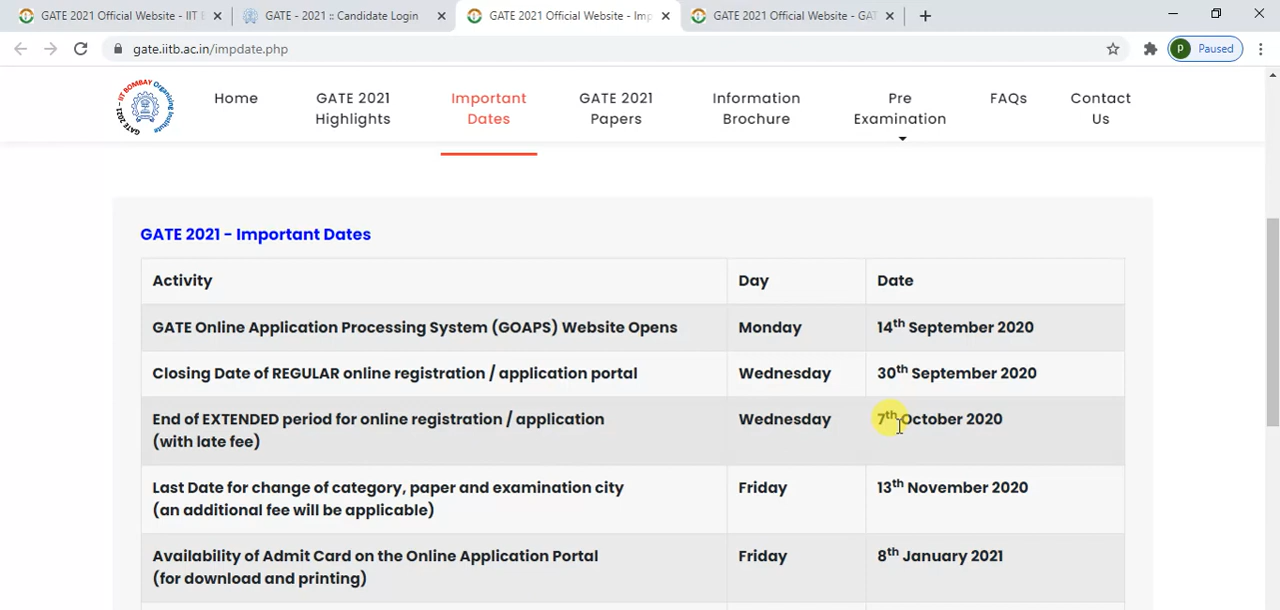 GATE 2021 Official Website - IIT B
GATE - 2021 :: Candidate Login
GATE 2021 Official Website - Imp
GATE 2021 Official Website - GAT
gate.iitb.ac.in/impdate.php
P Paused
GATE 2021 - IIT BOMBAY Organising Institute
Home
GATE 2021
Highlights
Important
Dates
GATE 2021
Papers
Information
Brochure
Pre
Examination
FAQs
Contact
Us
GATE 2021 - Important Dates
Activity Day Date
GATE Online Application Processing System (GOAPS) Website Opens Monday 14th September 2020
Closing Date of REGULAR online registration / application portal Wednesday 30th September 2020
End of EXTENDED period for online registration / application Wednesday 7th October 2020
(with late fee)
Last Date for change of category, paper and examination city Friday 13th November 2020
(an additional fee will be applicable)
Availability of Admit Card on the Online Application Portal Friday 8th January 2021
(for download and printing)